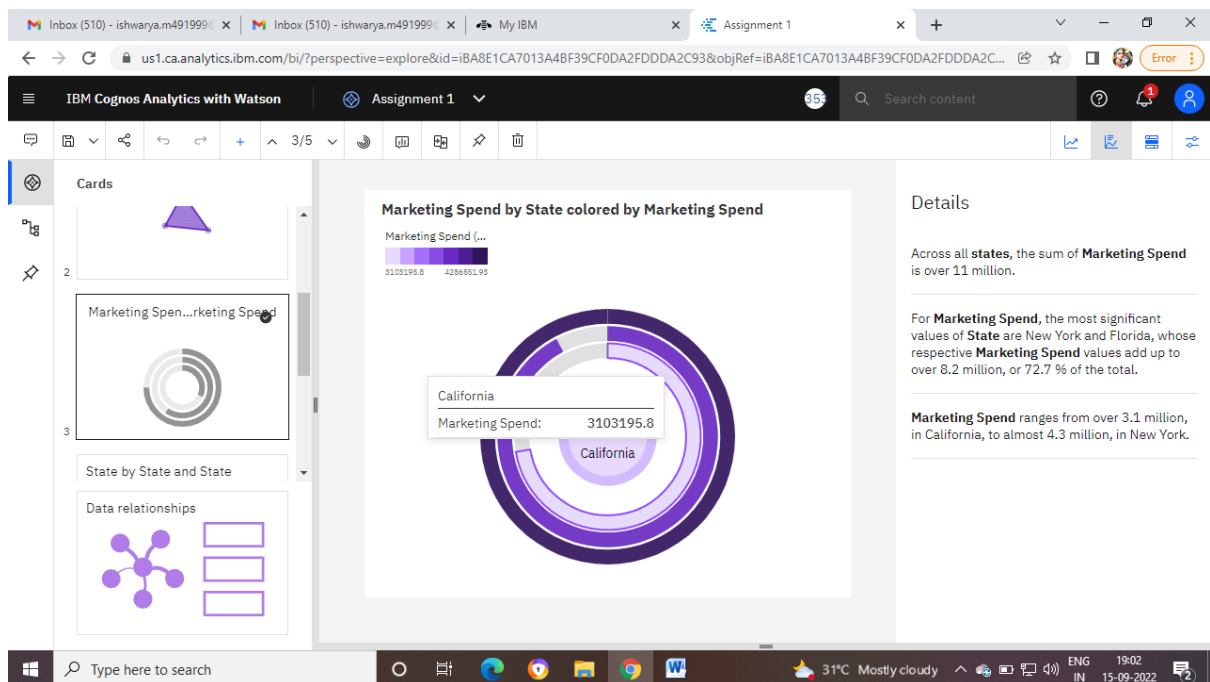 Inbox (510) - ishwarya.m491999@
Inbox (510) - ishwarya.m491999@
My IBM
Assignment 1
us1.ca.analytics.ibm.com/bi/?perspective=explore&id=iBA8E1CA7013A4BF39CF0DA2FDDDA2C93&objRef=iBA8E1CA7013A4BF39CF0DA2FDDDA2C...
Error
IBM Cognos Analytics with Watson
Assignment 1
353
Search content
1
3/5
Cards
2
Marketing Spen...rketing Spend
3
State by State and State
Data relationships
Marketing Spend by State colored by Marketing Spend
Marketing Spend (...
3103195.8 4286551.93
California
Marketing Spend: 3103195.8
California
Details
Across all states, the sum of Marketing Spend
is over 11 million.
For Marketing Spend, the most significant
values of State are New York and Florida, whose
respective Marketing Spend values add up to
over 8.2 million, or 72.7 % of the total.
Marketing Spend ranges from over 3.1 million,
in California, to almost 4.3 million, in New York.
Type here to search
31°C Mostly cloudy
ENG
IN
19:02
15-09-2022
2